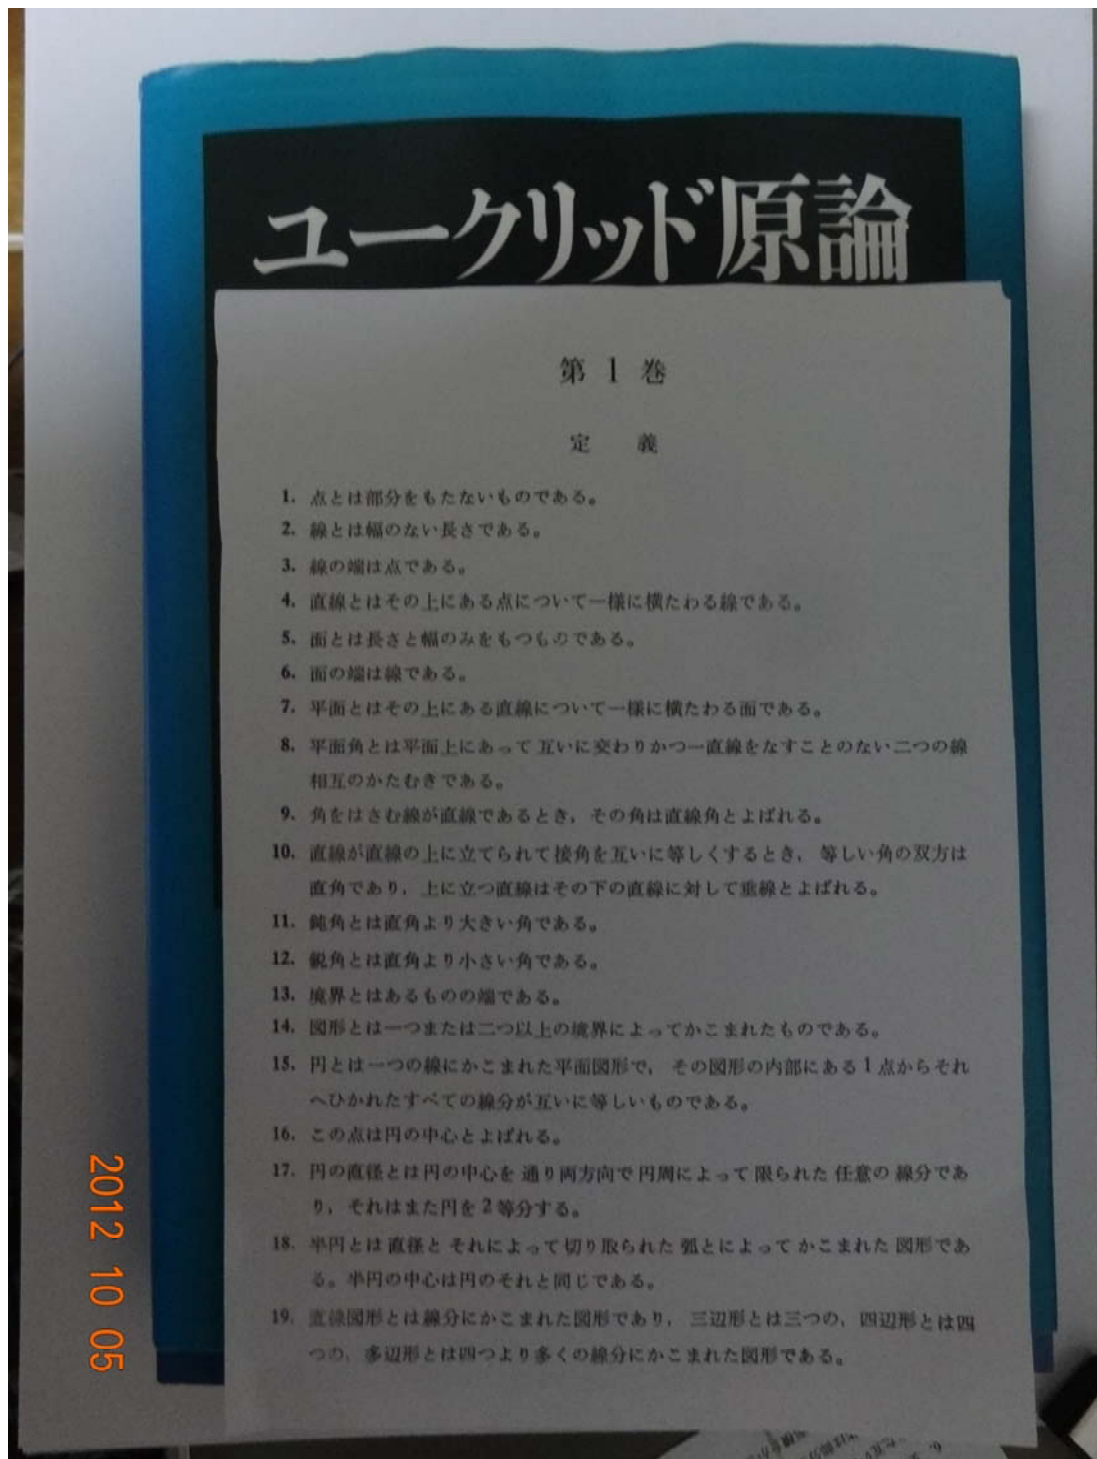 ユークリッド原論
第 1 巻
定 義
1. 点とは部分をもたないものである。
2. 線とは幅のない長さである。
3. 線の端は点である。
4. 直線とはその上にある点について一様に横たわる線である。
5. 面とは長さと幅のみをもつものである。
6. 面の端は線である。
7. 平面とはその上にある直線について一様に横たわる面である。
8. 平面角とは平面上にあって互いに変わりかつ一直線をなすことのない二つの線
相互のかたむきである。
9. 角をはさむ線が直線であるとき，その角は直線角とよばれる。
10. 直線が直線の上に立てられて接角を互いに等しくするとき，等しい角の双方は
直角であり，上に立つ直線はその下の直線に対して垂線とよばれる。
11. 鈍角とは直角より大きい角である。
12. 鋭角とは直角より小さい角である。
13. 境界とはあるものの端である。
14. 図形とは一つまたは二つ以上の境界によってかこまれたものである。
15. 円とは一つの線にかこまれた平面図形で，その図形の内部にある1点からそれ
へひかれたすべての線分が互いに等しいものである。
16. この点は円の中心とよばれる。
17. 円の直径とは円の中心を通り両方向で円周によって限られた任意の線分であ
り，それはまた円を2等分する。
18. 半円とは直径とそれによって切り取られた弧とによってかこまれた図形であ
る。半円の中心は円のそれと同じである。
19. 直線図形とは線分にかこまれた図形であり，三辺形とは三つの，四辺形とは四
つの，多辺形とは四つより多くの線分にかこまれた図形である。
2012 10 05